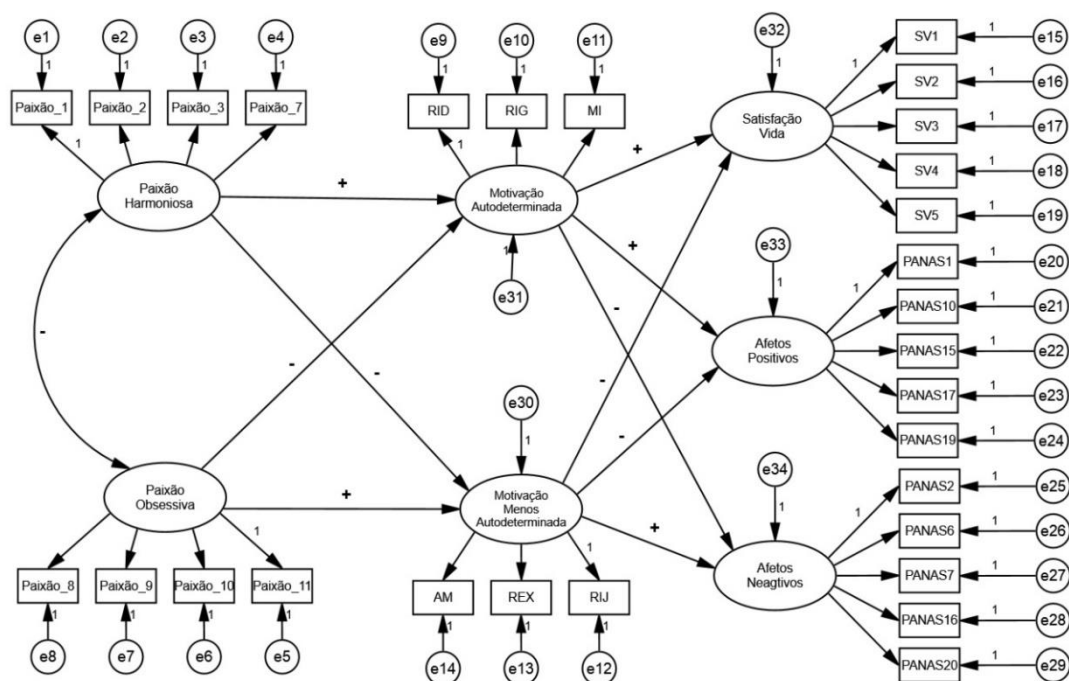 e1
e2
e3
e4
1
1
1
1
Paixão_1
Paixão_2
Paixão_3
Paixão_7
1
Paixão
Harmoniosa
-
Paixão
Obsessiva
1
Paixão_8
Paixão_9
Paixão_10
Paixão_11
1
1
1
1
e8
e7
e6
e5
+
-
-
+
e9
e10
e11
1
1
1
RID
RIG
MI
1
Motivação
Autodeterminada
1
e31
e30
1
Motivação
Menos
Autodeterminada
1
AM
REX
RIJ
1
1
1
e14
e13
e12
+
+
-
-
-
+
e32
1
Satisfação
Vida
1
SV1
1
e15
SV2
1
e16
SV3
1
e17
SV4
1
e18
SV5
1
e19
e33
1
Afetos
Positivos
1
PANAS1
1
e20
PANAS10
1
e21
PANAS15
1
e22
PANAS17
1
e23
PANAS19
1
e24
e34
1
Afetos
Neagtivos
1
PANAS2
1
e25
PANAS6
1
e26
PANAS7
1
e27
PANAS16
1
e28
PANAS20
1
e29